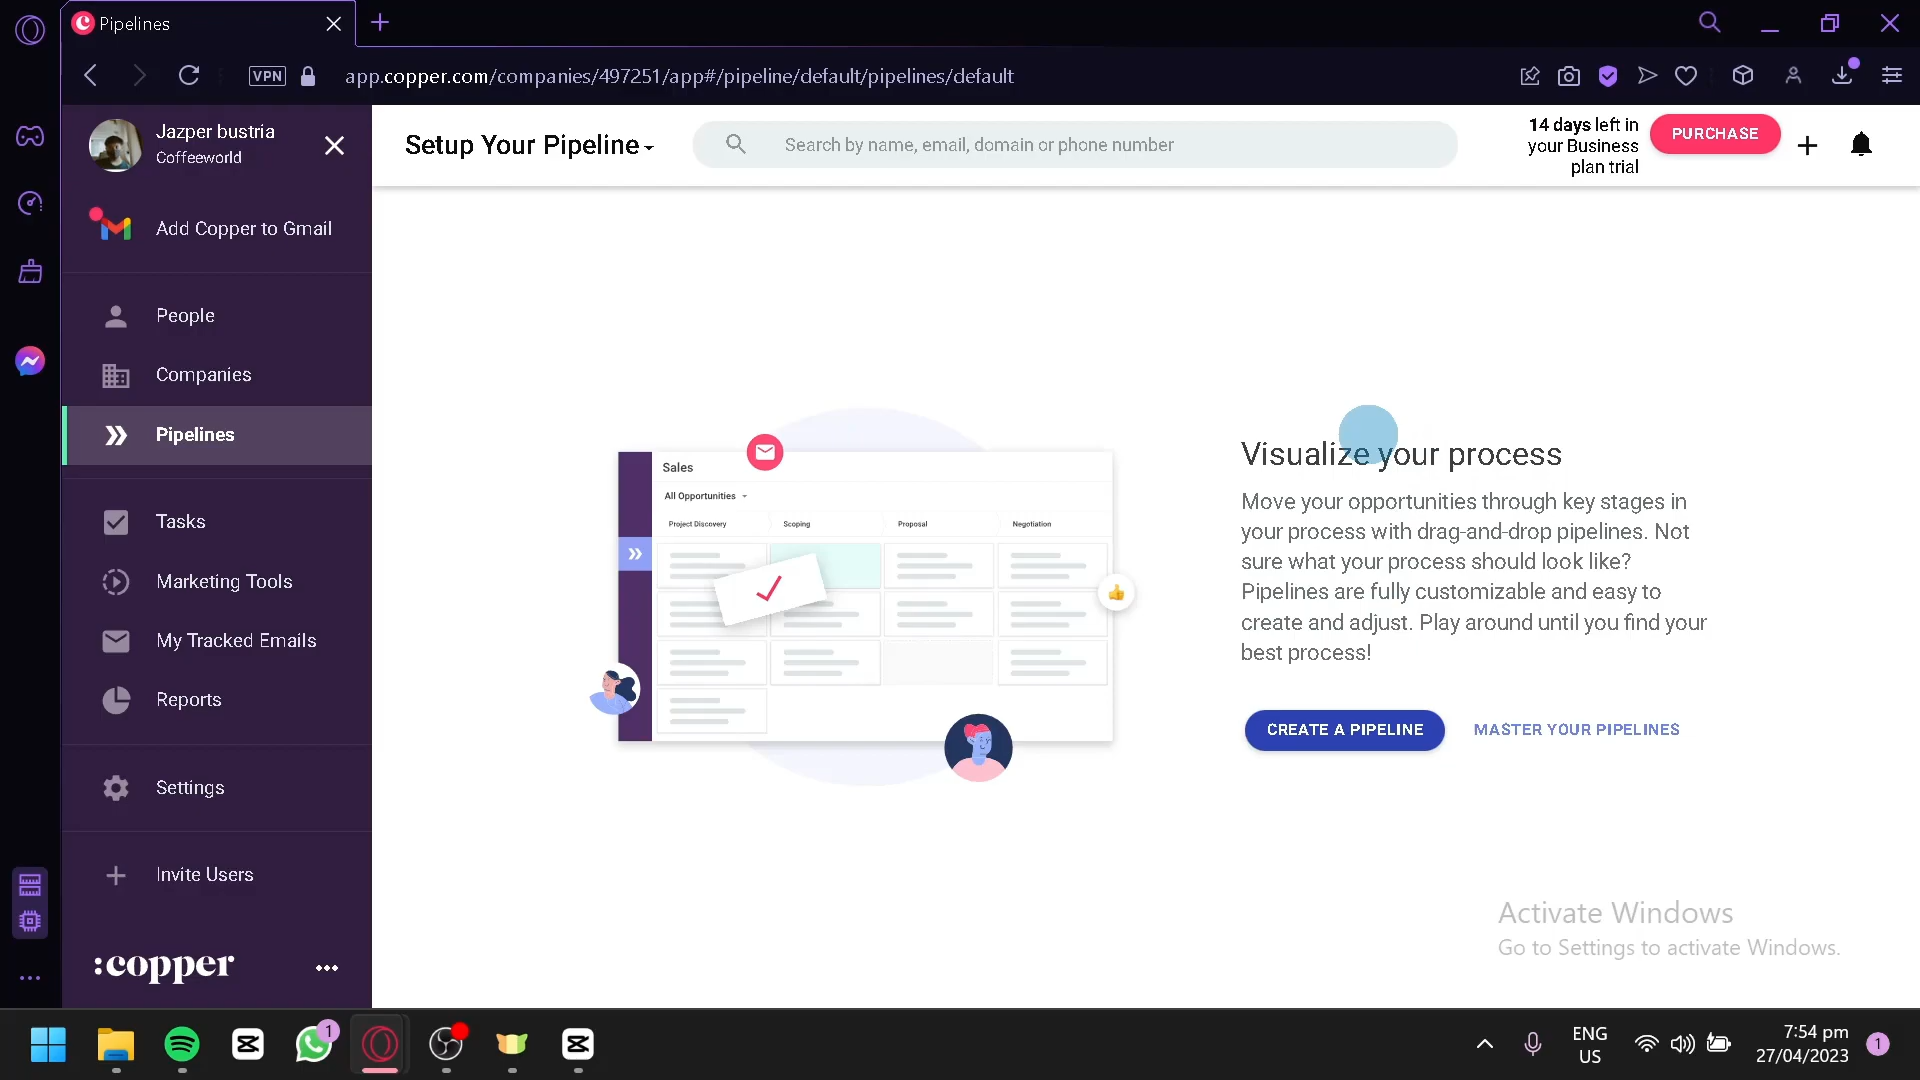 Pipelines
VPN
app.copper.com/companies/497251/app#/pipeline/default/pipelines/default
Jazper bustria
Coffeeworld
Setup Your Pipeline
Search by name, email, domain or phone number
14 days left in
your Business
plan trial
PURCHASE
Add Copper to Gmail
People
Companies
Pipelines
Tasks
Marketing Tools
My Tracked Emails
Reports
Settings
Invite Users
:copper
Sales
All Opportunities
Project Discovery
Scoping
Proposal
Negotiation
Visualize your process
Move your opportunities through key stages in
your process with drag-and-drop pipelines. Not
sure what your process should look like?
Pipelines are fully customizable and easy to
create and adjust. Play around until you find your
best process!
CREATE A PIPELINE
MASTER YOUR PIPELINES
Activate Windows
Go to Settings to activate Windows.
1
ENG
US
7:54 pm
27/04/2023
1